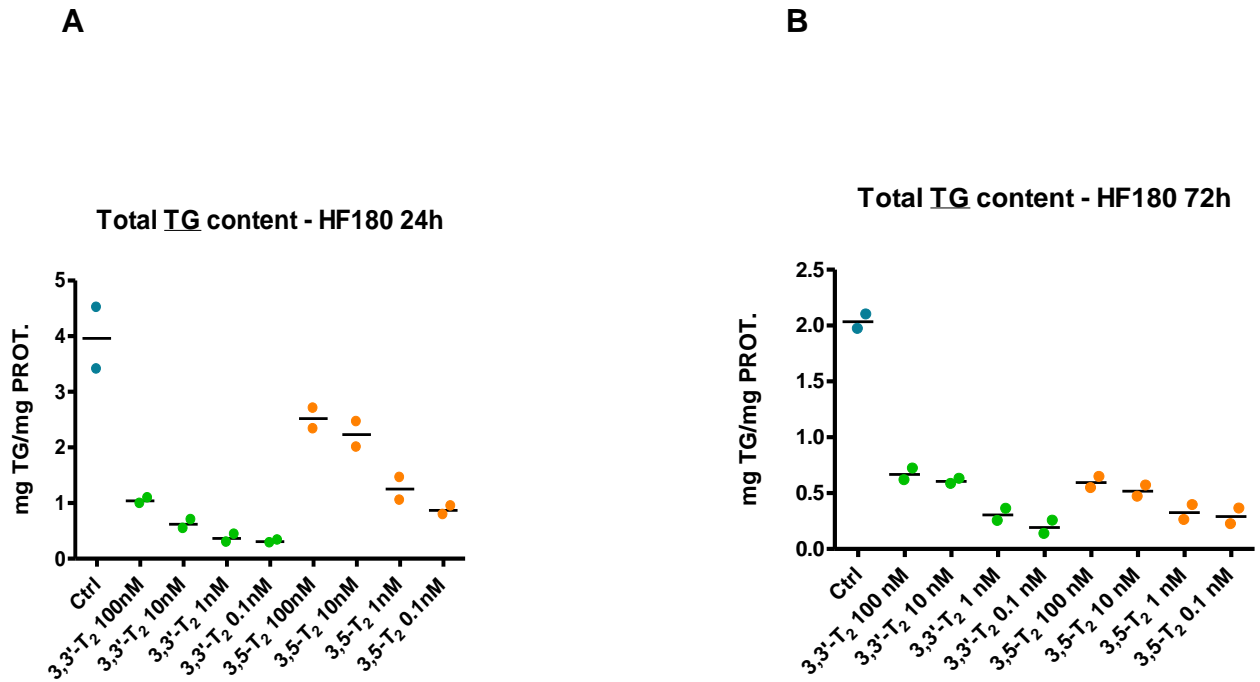 A
Total TG content - HF180 24h
mg TG/mg PROT.
5
4
3
2
1
0
Ctrl
3,3'-T₂ 100nM
3,3'-T₂ 10nM
3,3'-T₂ 1nM
3,3'-T₂ 0.1nM
3,5-T₂ 100nM
3,5-T₂ 10nM
3,5-T₂ 1nM
3,5-T₂ 0.1nM
B
Total TG content - HF180 72h
mg TG/mg PROT.
2.5
2.0
1.5
1.0
0.5
0.0
Ctrl
3,3'-T₂ 100 nM
3,3'-T₂ 10 nM
3,3'-T₂ 1 nM
3,3'-T₂ 0.1 nM
3,5-T₂ 100 nM
3,5-T₂ 10 nM
3,5-T₂ 1 nM
3,5-T₂ 0.1 nM